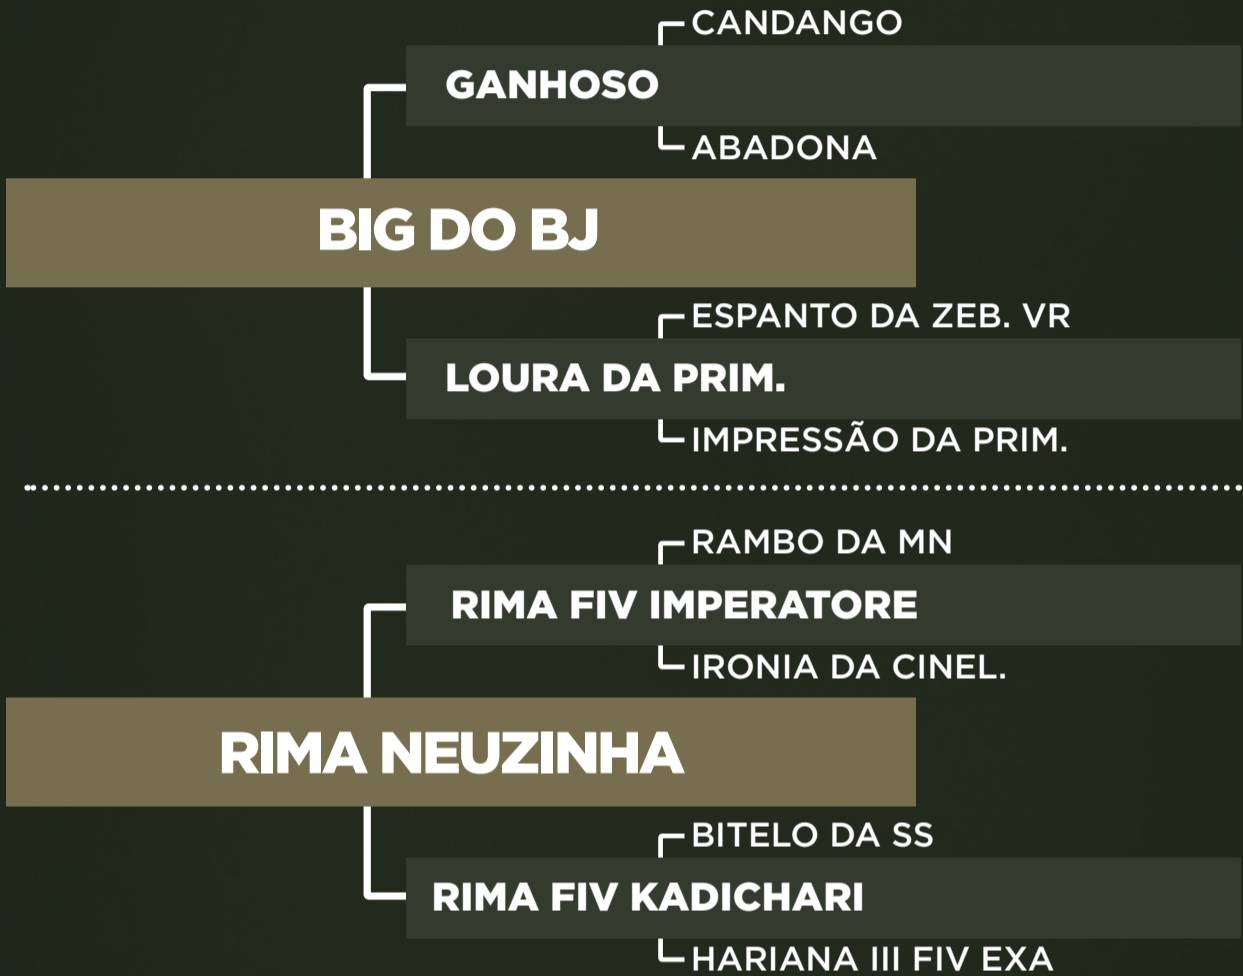 CANDANGO
GANHOSO
ABADONA
BIG DO BJ
ESPANTO DA ZEB. VR
LOURA DA PRIM.
IMPRESSÃO DA PRIM.
RAMBO DA MN
RIMA FIV IMPERATORE
IRONIA DA CINEL.
RIMA NEUZINHA
BITELO DA SS
RIMA FIV KADICHARI
HARIANA III FIV EXA